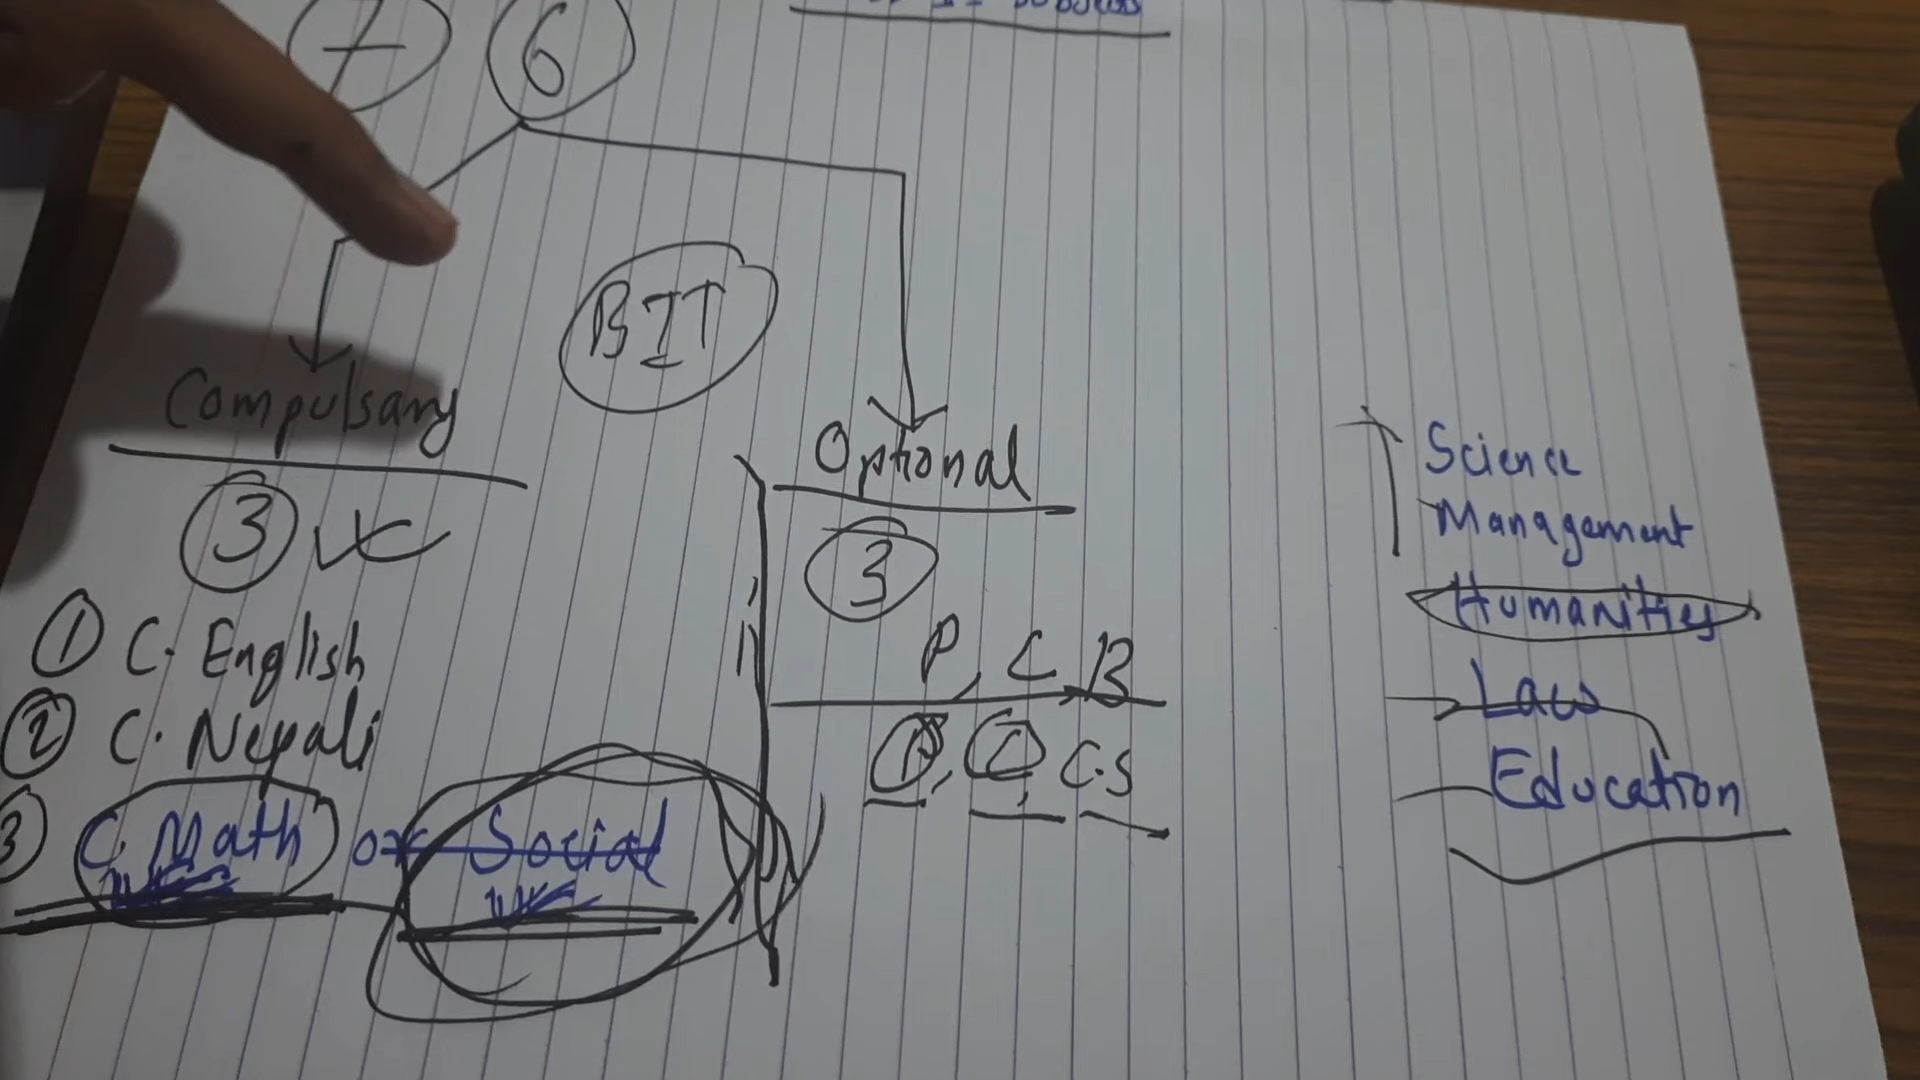 7 6
BIT
Compulsary
3
1 C. English
2 C. Nepali
3 C. Math or Social
Optional
3
P, C, B
P, C, C.S
Science
Management
Humanities
Law
Education